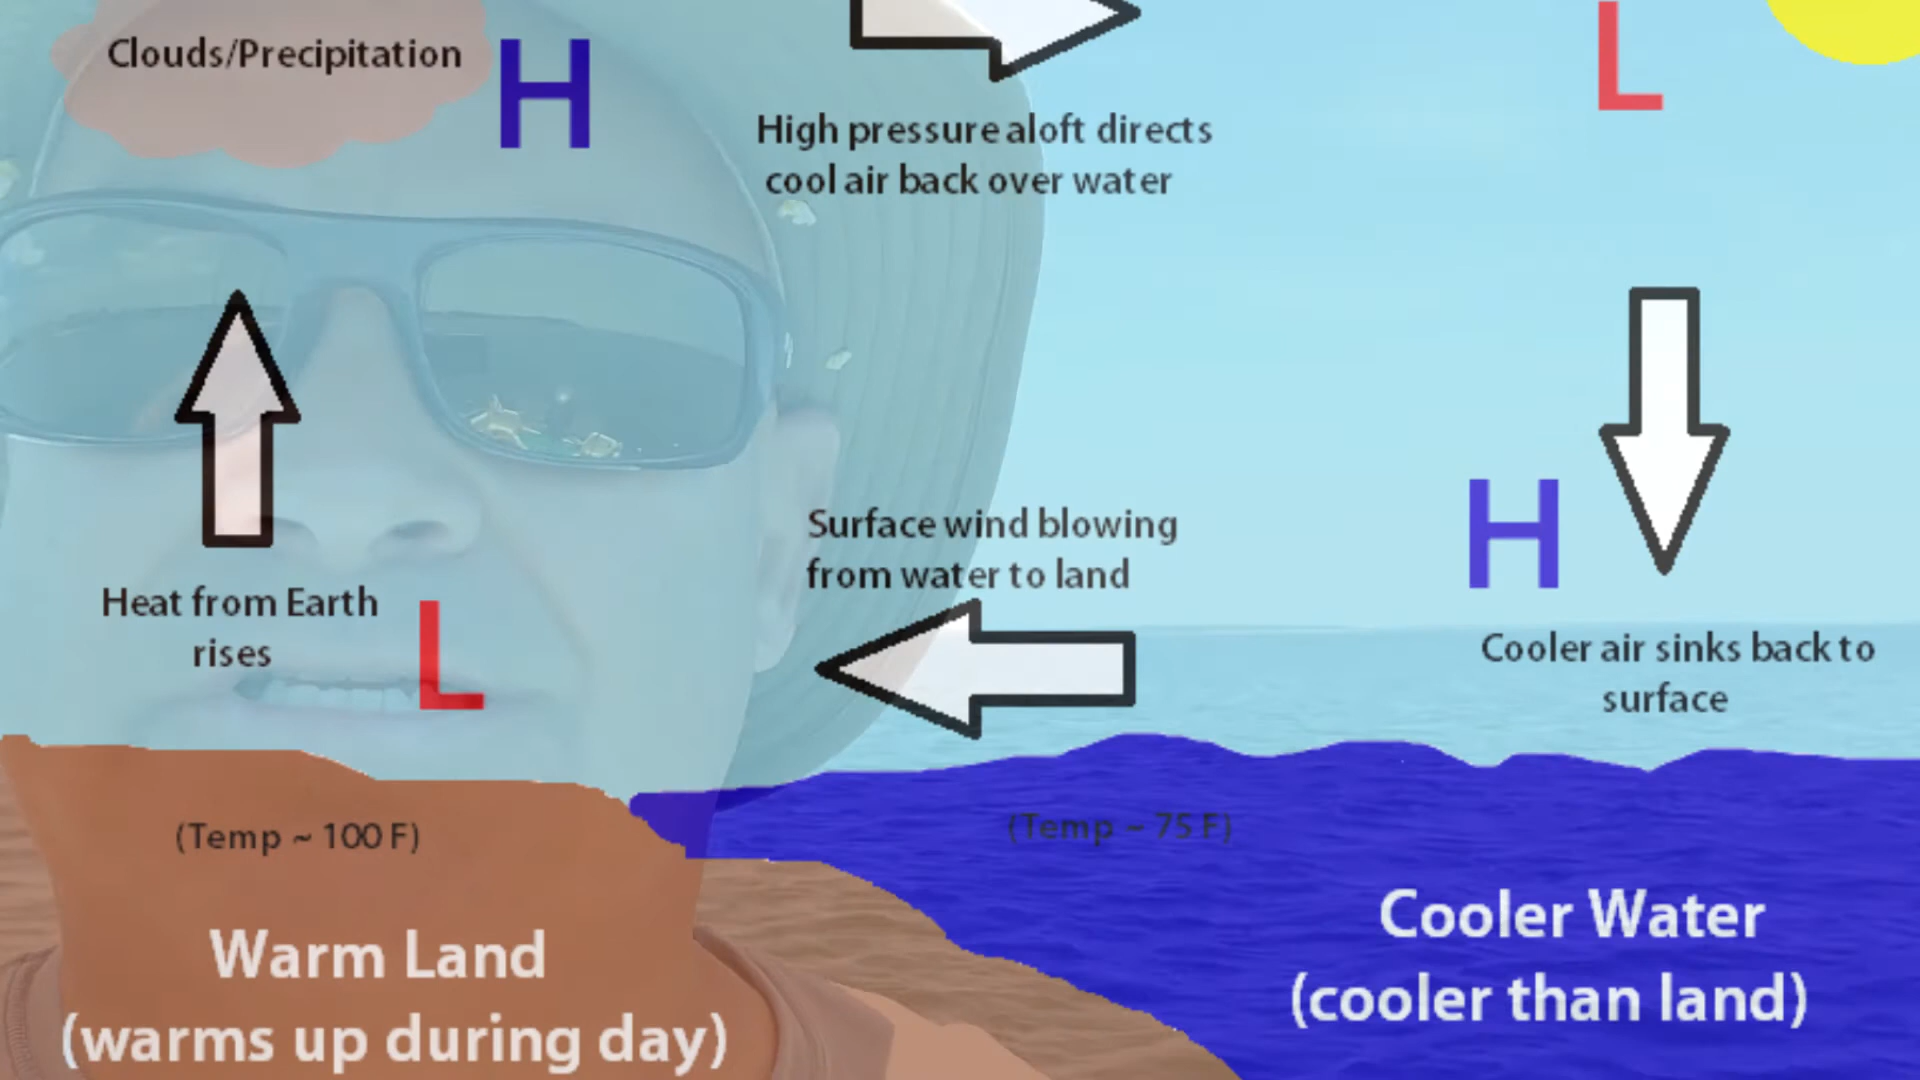 Clouds/Precipitation
H
L
High pressure aloft directs
cool air back over water
Surface wind blowing
from water to land
H
Heat from Earth
rises
L
Cooler air sinks back to
surface
(Temp ~ 100 F)
(Temp ~ 75 F)
Warm Land
(warms up during day)
Cooler Water
(cooler than land)